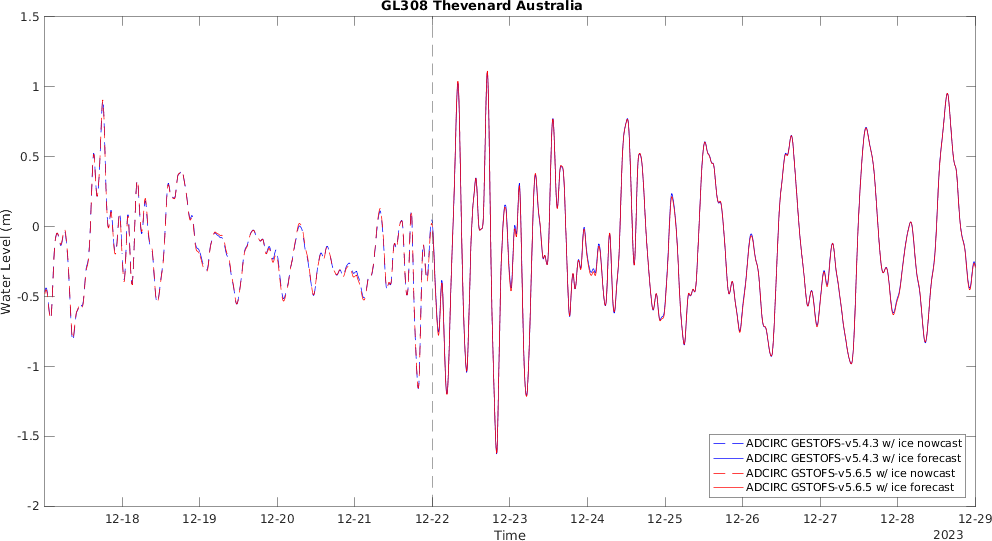 GL308 Thevenard Australia
1.5
1
0.5
0
-0.5
-1
-1.5
-2
Water Level (m)
ADCIRC GESTOFS-v5.4.3 w/ ice nowcast
ADCIRC GESTOFS-v5.4.3 w/ ice forecast
ADCIRC GSTOFS-v5.6.5 w/ ice nowcast
ADCIRC GSTOFS-v5.6.5 w/ ice forecast
12-18 12-19 12-20 12-21 12-22 12-23 12-24 12-25 12-26 12-27 12-28 12-29
Time
2023